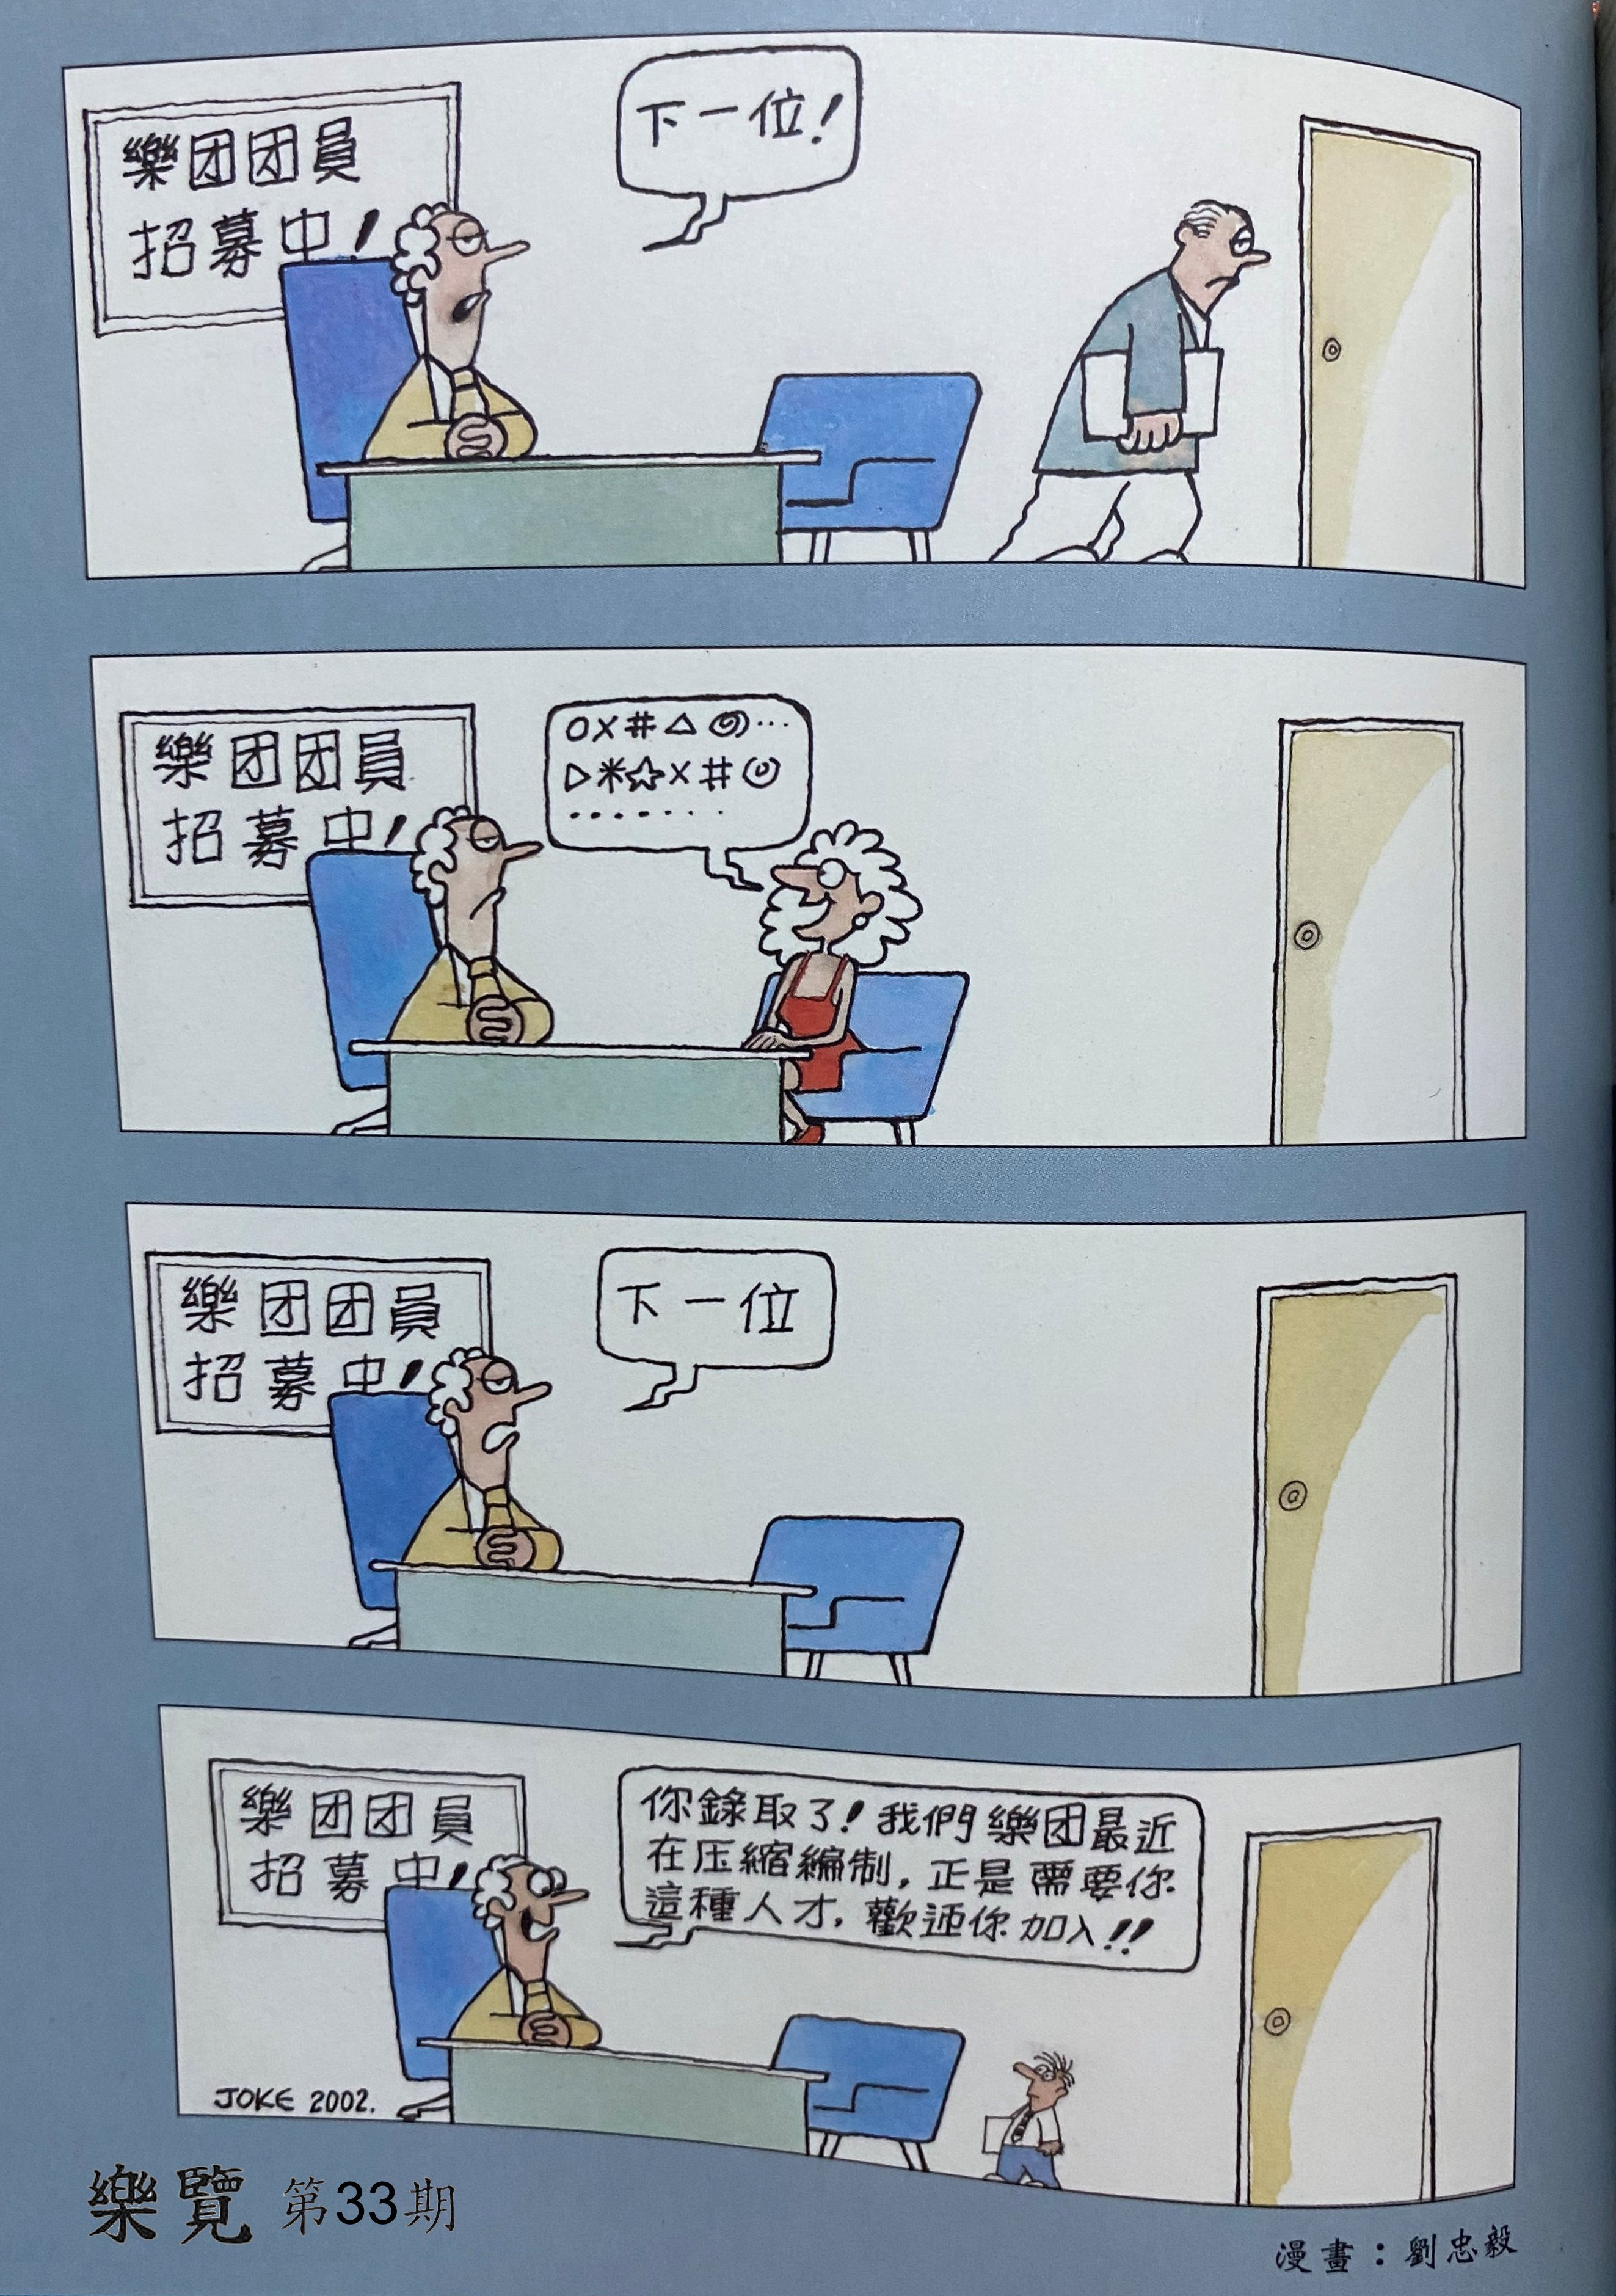 樂团团員
招募中!
下一位!
樂团团員
招募中!
OX#△◎...
▷*☆X#◎
.......
樂团团員
招募中!
下一位
樂团团員
招募中!
你錄取了!我們樂团最近
在压縮編制,正是需要你
這種人才,歡迊你加入!!
JOKE 2002.
樂覽 第33期
漫畫:劉忠毅